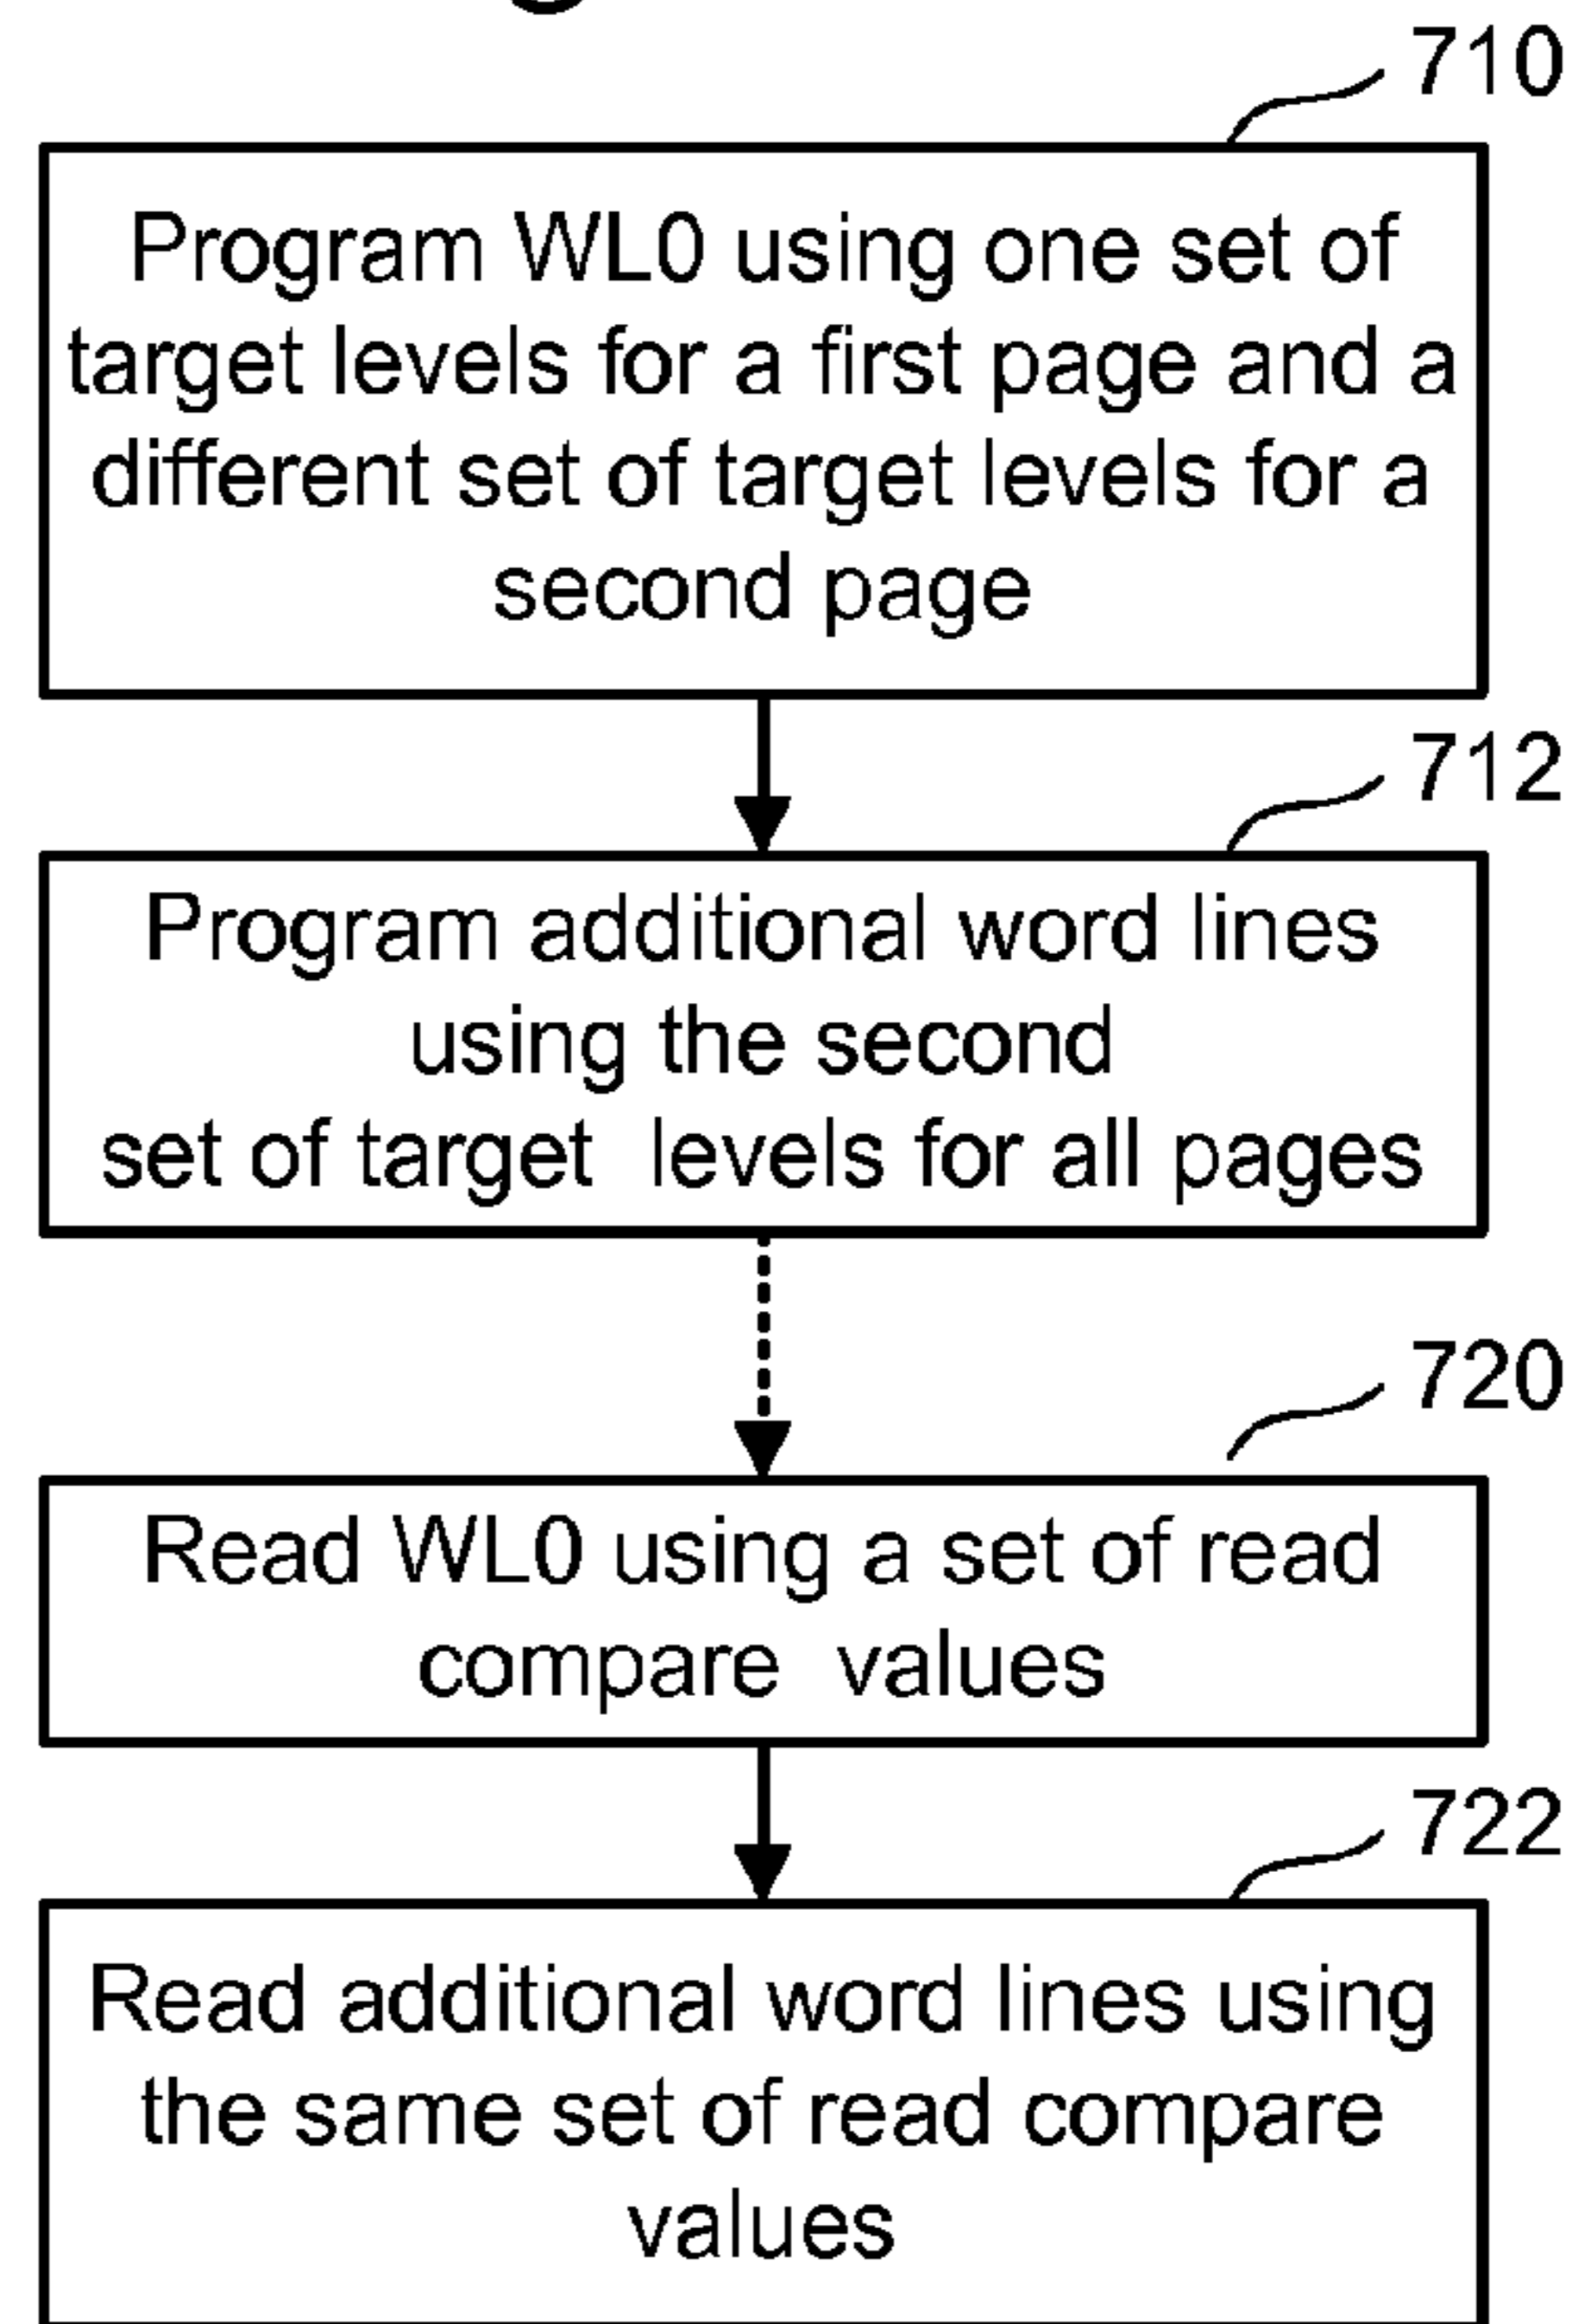 710
Program WL0 using one set of
target levels for a first page and a
different set of target levels for a
second page
712
Program additional word lines
using the second
set of target levels for all pages
720
Read WL0 using a set of read
compare values
722
Read additional word lines using
the same set of read compare
values